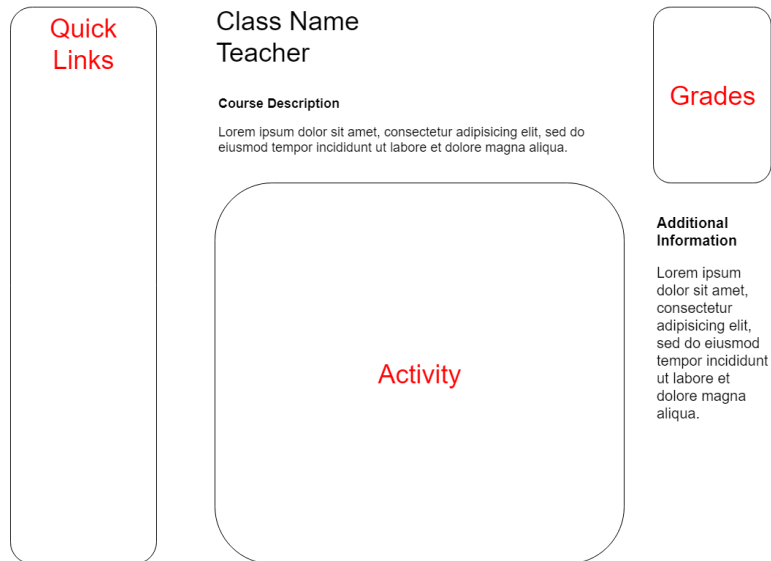 Quick
Links
Class Name
Teacher
Course Description
Lorem ipsum dolor sit amet, consectetur adipisicing elit, sed do
eiusmod tempor incididunt ut labore et dolore magna aliqua.
Activity
Grades
Additional
Information
Lorem ipsum
dolor sit amet,
consectetur
adipisicing elit,
sed do eiusmod
tempor incididunt
ut labore et
dolore magna
aliqua.